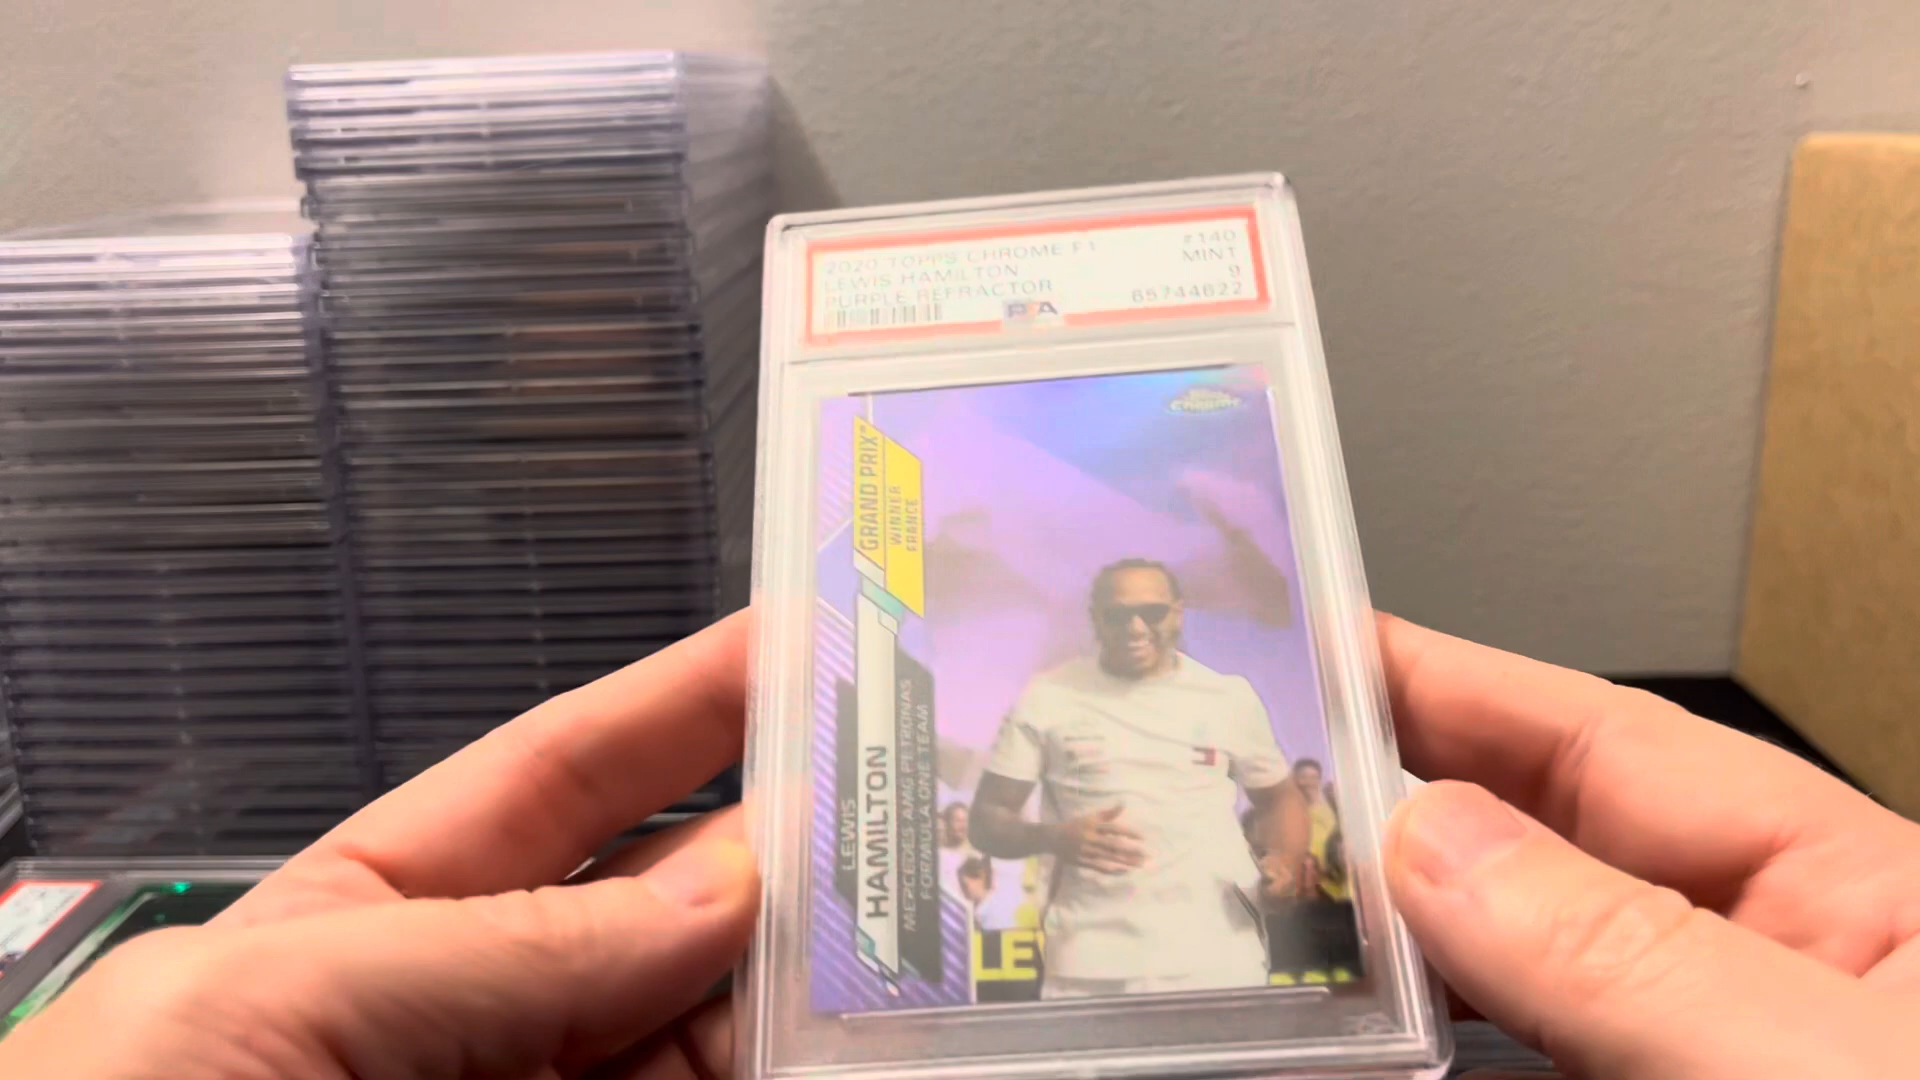 2020 TOPPS CHROME F1
LEWIS HAMILTON
PURPLE REFRACTOR
#140
MINT
9
65744622
PSA
Chrome
GRAND PRIX
WINNER
FRANCE
LEWIS
HAMILTON
MERCEDES-AMG PETRONAS
FORMULA ONE TEAM
LE